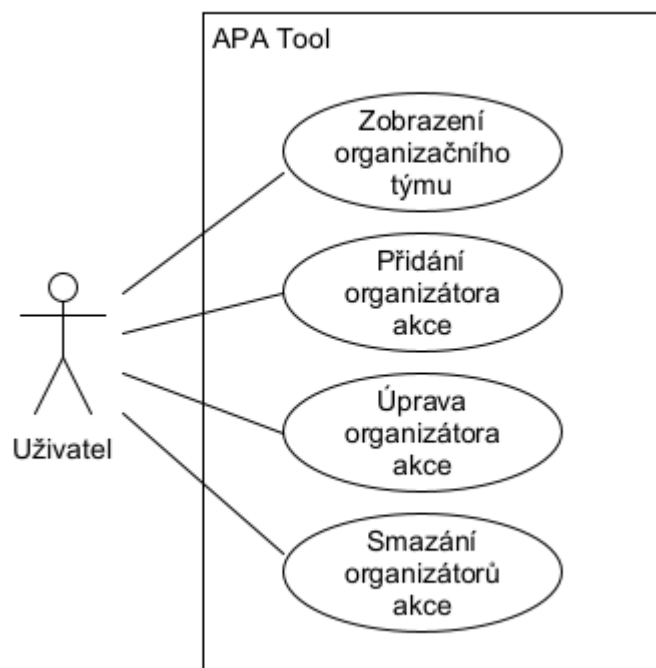 APA Tool
Zobrazení
organizačního
týmu
Přidání
organizátora
akce
Úprava
organizátora
akce
Smazání
organizátorů
akce
Uživatel